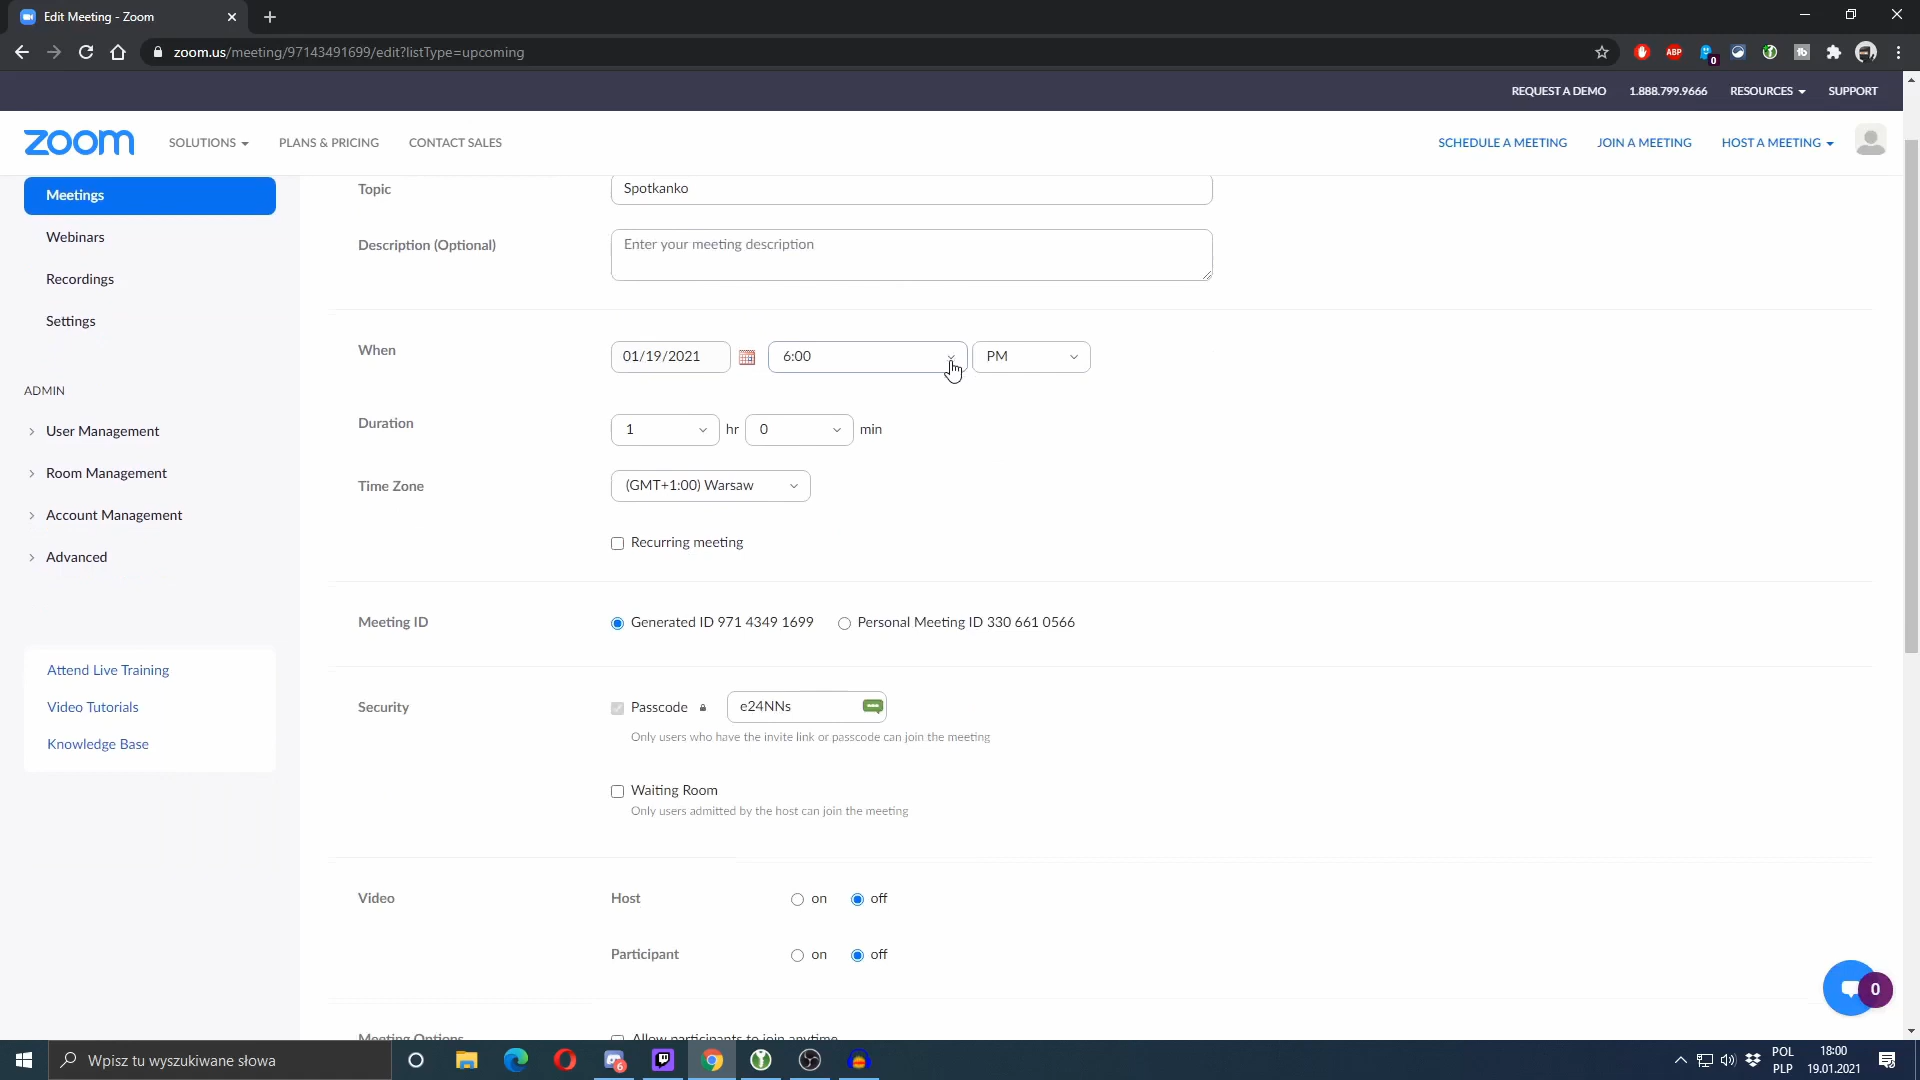 Edit Meeting - Zoom
zoom.us/meeting/97143491699/edit?listType=upcoming
ABP
0
tb
REQUEST A DEMO 1.888.799.9666 RESOURCES SUPPORT
zoom SOLUTIONS PLANS & PRICING CONTACT SALES SCHEDULE A MEETING JOIN A MEETING HOST A MEETING
Meetings
Webinars
Recordings
Settings
ADMIN
User Management
Room Management
Account Management
Advanced
Attend Live Training
Video Tutorials
Knowledge Base
Topic Spotkanko
Description (Optional) Enter your meeting description
When 01/19/2021 6:00 PM
Duration 1 hr 0 min
Time Zone (GMT+1:00) Warsaw
Recurring meeting
Meeting ID Generated ID 971 4349 1699 Personal Meeting ID 330 661 0566
Security Passcode e24NNs
Only users who have the invite link or passcode can join the meeting
Waiting Room
Only users admitted by the host can join the meeting
Video Host on off
Participant on off
Meeting Options Allow participants to join anytime
0
Wpisz tu wyszukiwane słowa
6
POL
PLP
18:00
19.01.2021